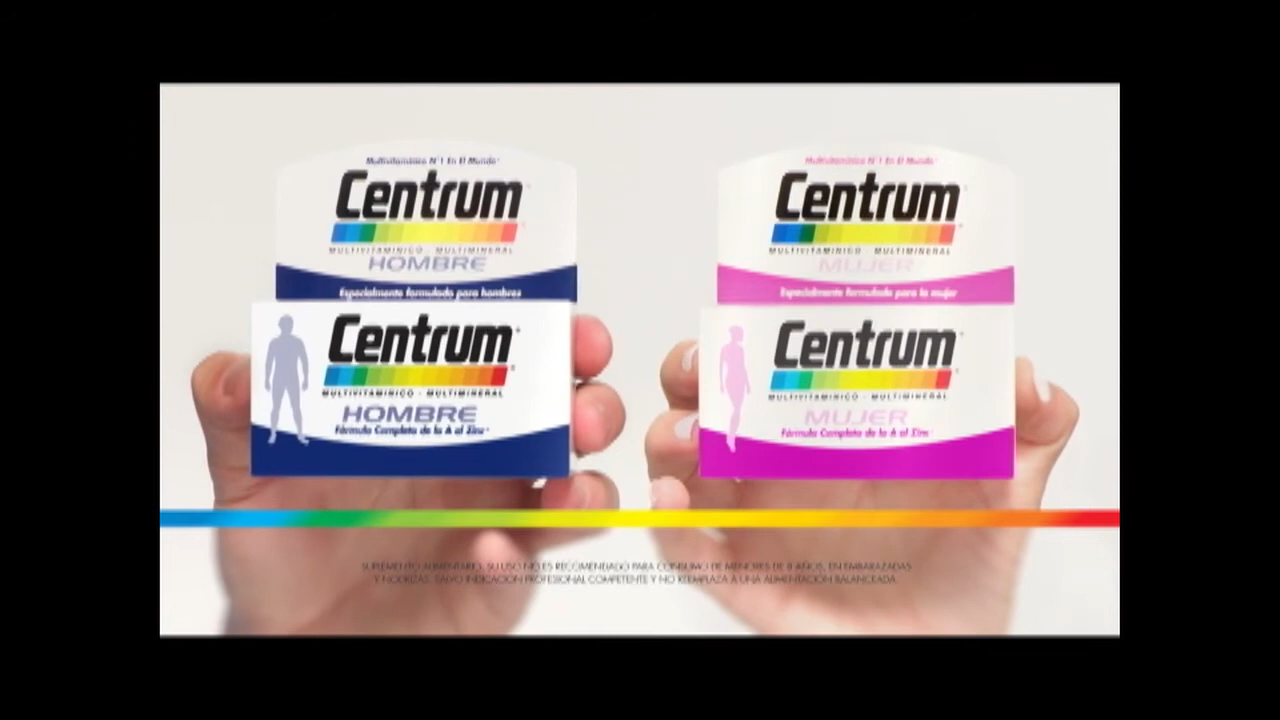 Multivitamínico N°1 En El Mundo*
Centrum
MULTIVITAMINICO - MULTIMINERAL
HOMBRE
Especialmente formulado para hombres
Centrum
MULTIVITAMINICO - MULTIMINERAL
HOMBRE
Fórmula Completa de la A al Zinc*
Multivitamínico N°1 En El Mundo*
Centrum
MULTIVITAMINICO - MULTIMINERAL
MUJER
Especialmente formulado para la mujer
Centrum
MULTIVITAMINICO - MULTIMINERAL
MUJER
Fórmula Completa de la A al Zinc*
SUPLEMENTO ALIMENTARIO. SU USO NO ES RECOMENDADO PARA CONSUMO DE MENORES DE 8 AÑOS, EN EMBARAZADAS
Y NODRIZAS, SALVO INDICACIÓN PROFESIONAL COMPETENTE Y NO REEMPLAZA A UNA ALIMENTACIÓN BALANCEADA